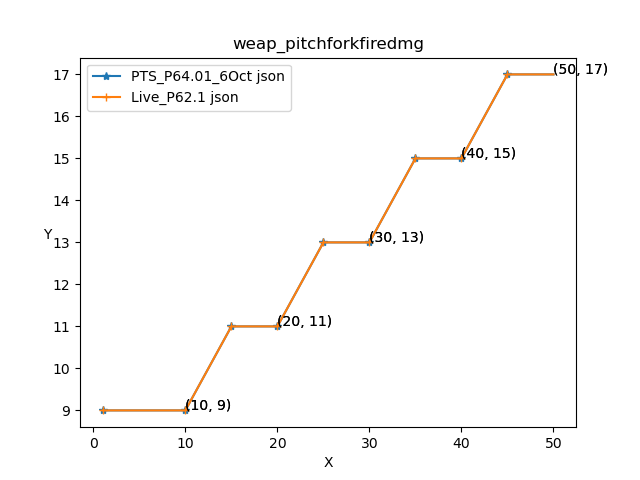 weap_pitchforkfiredmg
PTS_P64.01_6Oct json
Live_P62.1 json
17
16
15
14
13
12
11
10
9
Y
(50, 17)
(40, 15)
(30, 13)
(20, 11)
(10, 9)
0 10 20 30 40 50
X